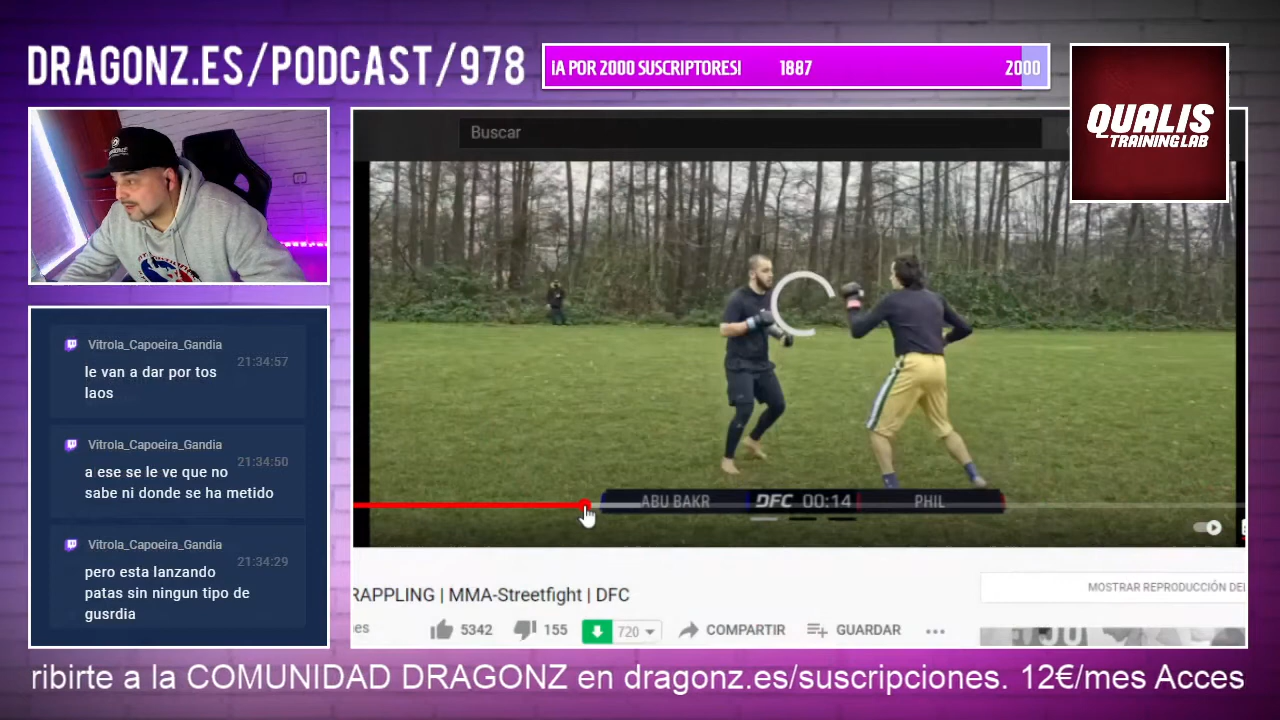 DRAGONZ.ES/PODCAST/978
¡A POR 2000 SUSCRIPTORES! 1887 2000
QUALIS
TRAINING LAB
Buscar
Vitrola_Capoeira_Gandia
21:34:57
le van a dar por tos
laos
Vitrola_Capoeira_Gandia
21:34:50
a ese se le ve que no
sabe ni donde se ha metido
Vitrola_Capoeira_Gandia
21:34:29
pero esta lanzando
patas sin ningun tipo de
gusrdia
ABU BAKR DFC 00:14 PHIL
RAPPLING | MMA-Streetfight | DFC
MOSTRAR REPRODUCCIÓN DEL
nes 5342 155 720 COMPARTIR GUARDAR
ribirte a la COMUNIDAD DRAGONZ en dragonz.es/suscripciones. 12€/mes Acces